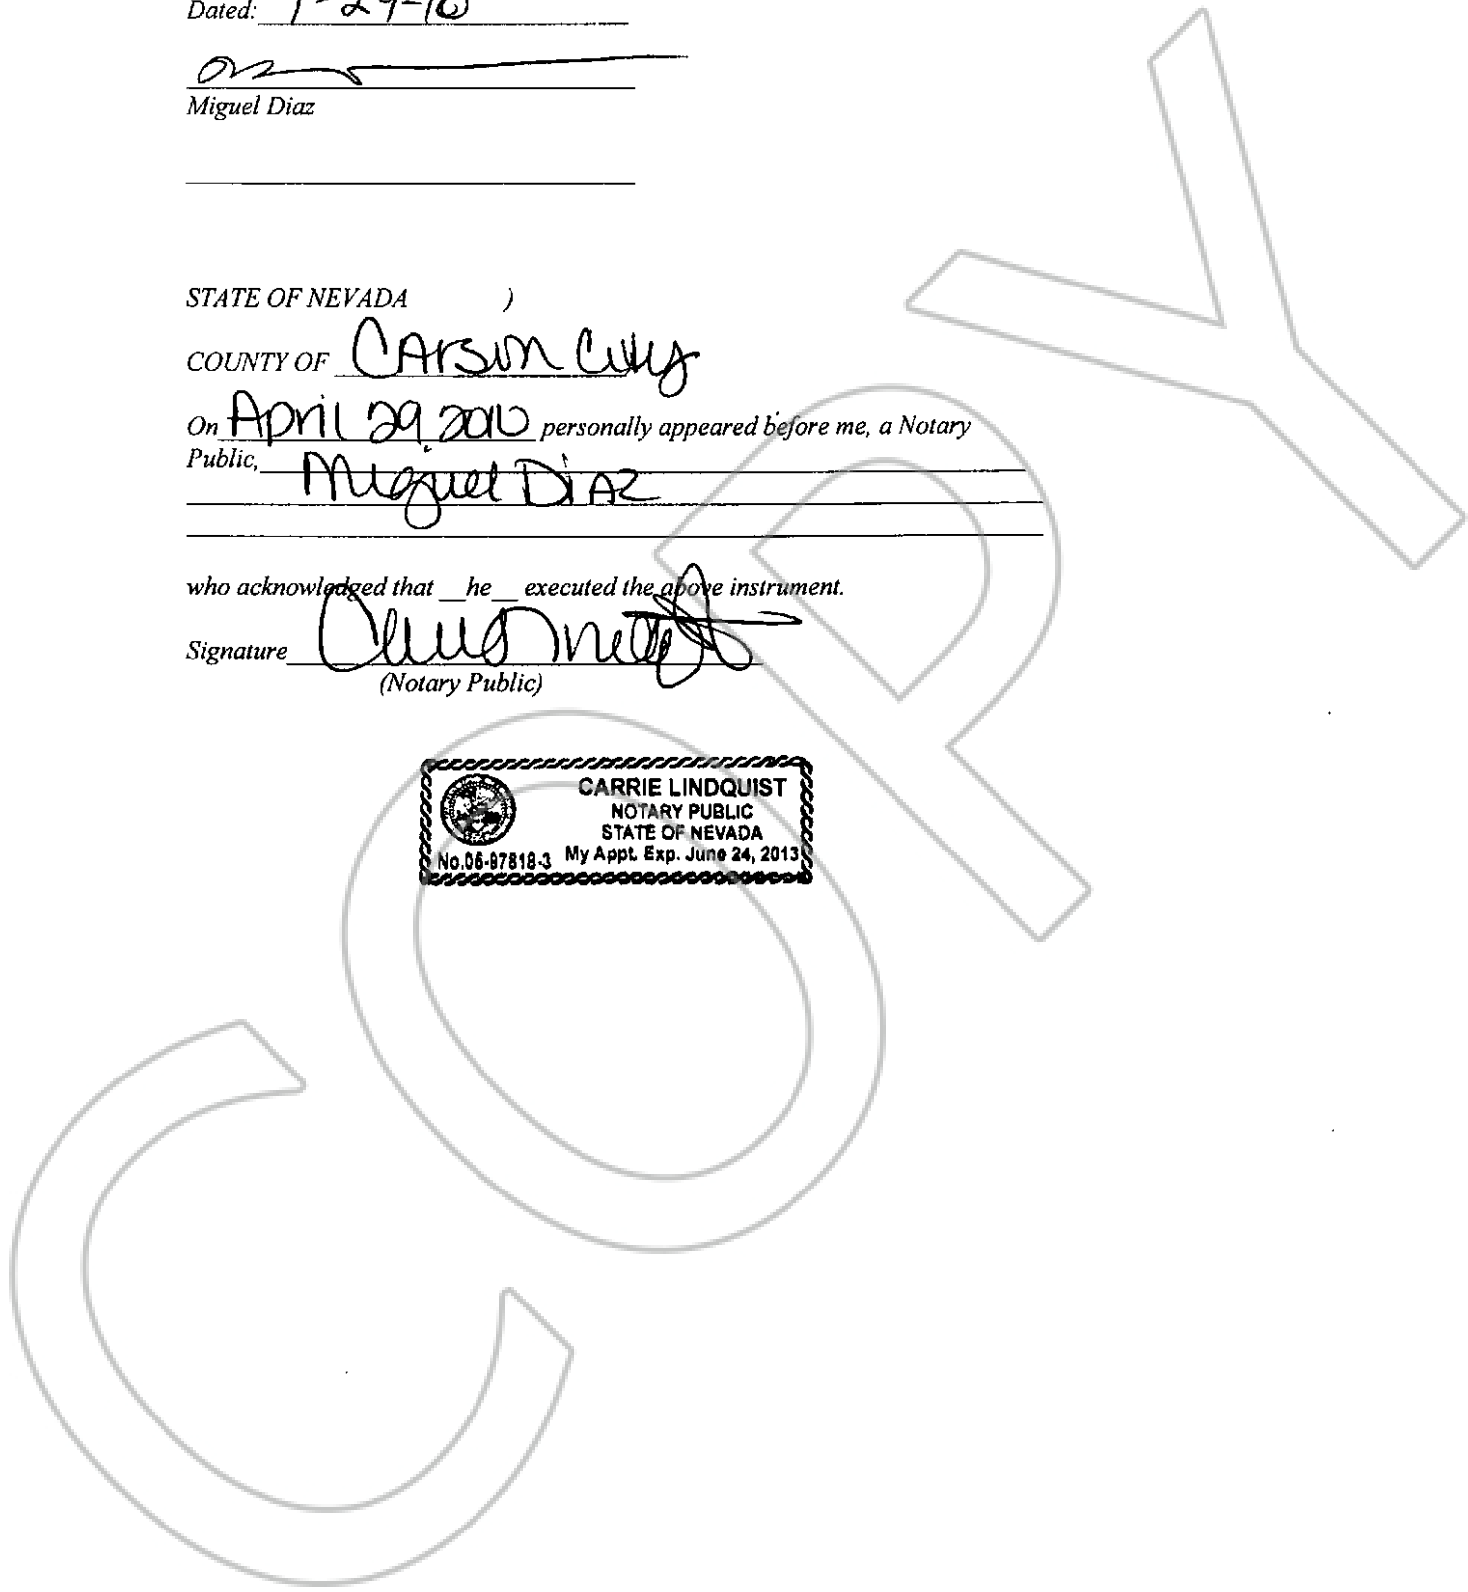 Dated: 4-29-10
Miguel Diaz
STATE OF NEVADA )
COUNTY OF Carson City
On April 29, 2010 personally appeared before me, a Notary
Public, Miguel Diaz
who acknowledged that __he__ executed the above instrument.
Signature
(Notary Public)
CARRIE LINDQUIST
NOTARY PUBLIC
STATE OF NEVADA
No.06-97818-3 My Appt. Exp. June 24, 2013
COPY